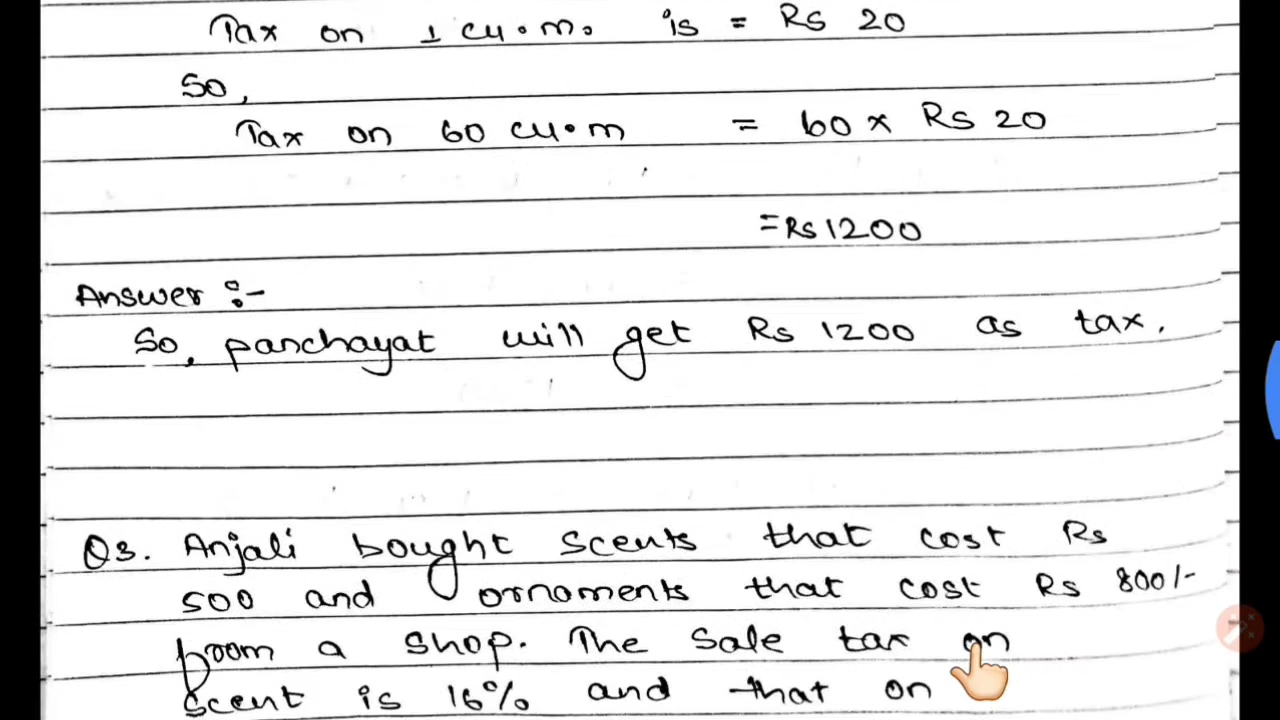 Tax on 1 cu.m. is = Rs 20
So,
Tax on 60 cu.m = 60 x Rs 20
=Rs 1200
Answer :-
So, panchayat will get Rs 1200 as tax.
Q3. Anjali bought scents that cost Rs
500 and ornoments that cost Rs 800/-
from a shop. The sale tax on
scent is 16% and that on